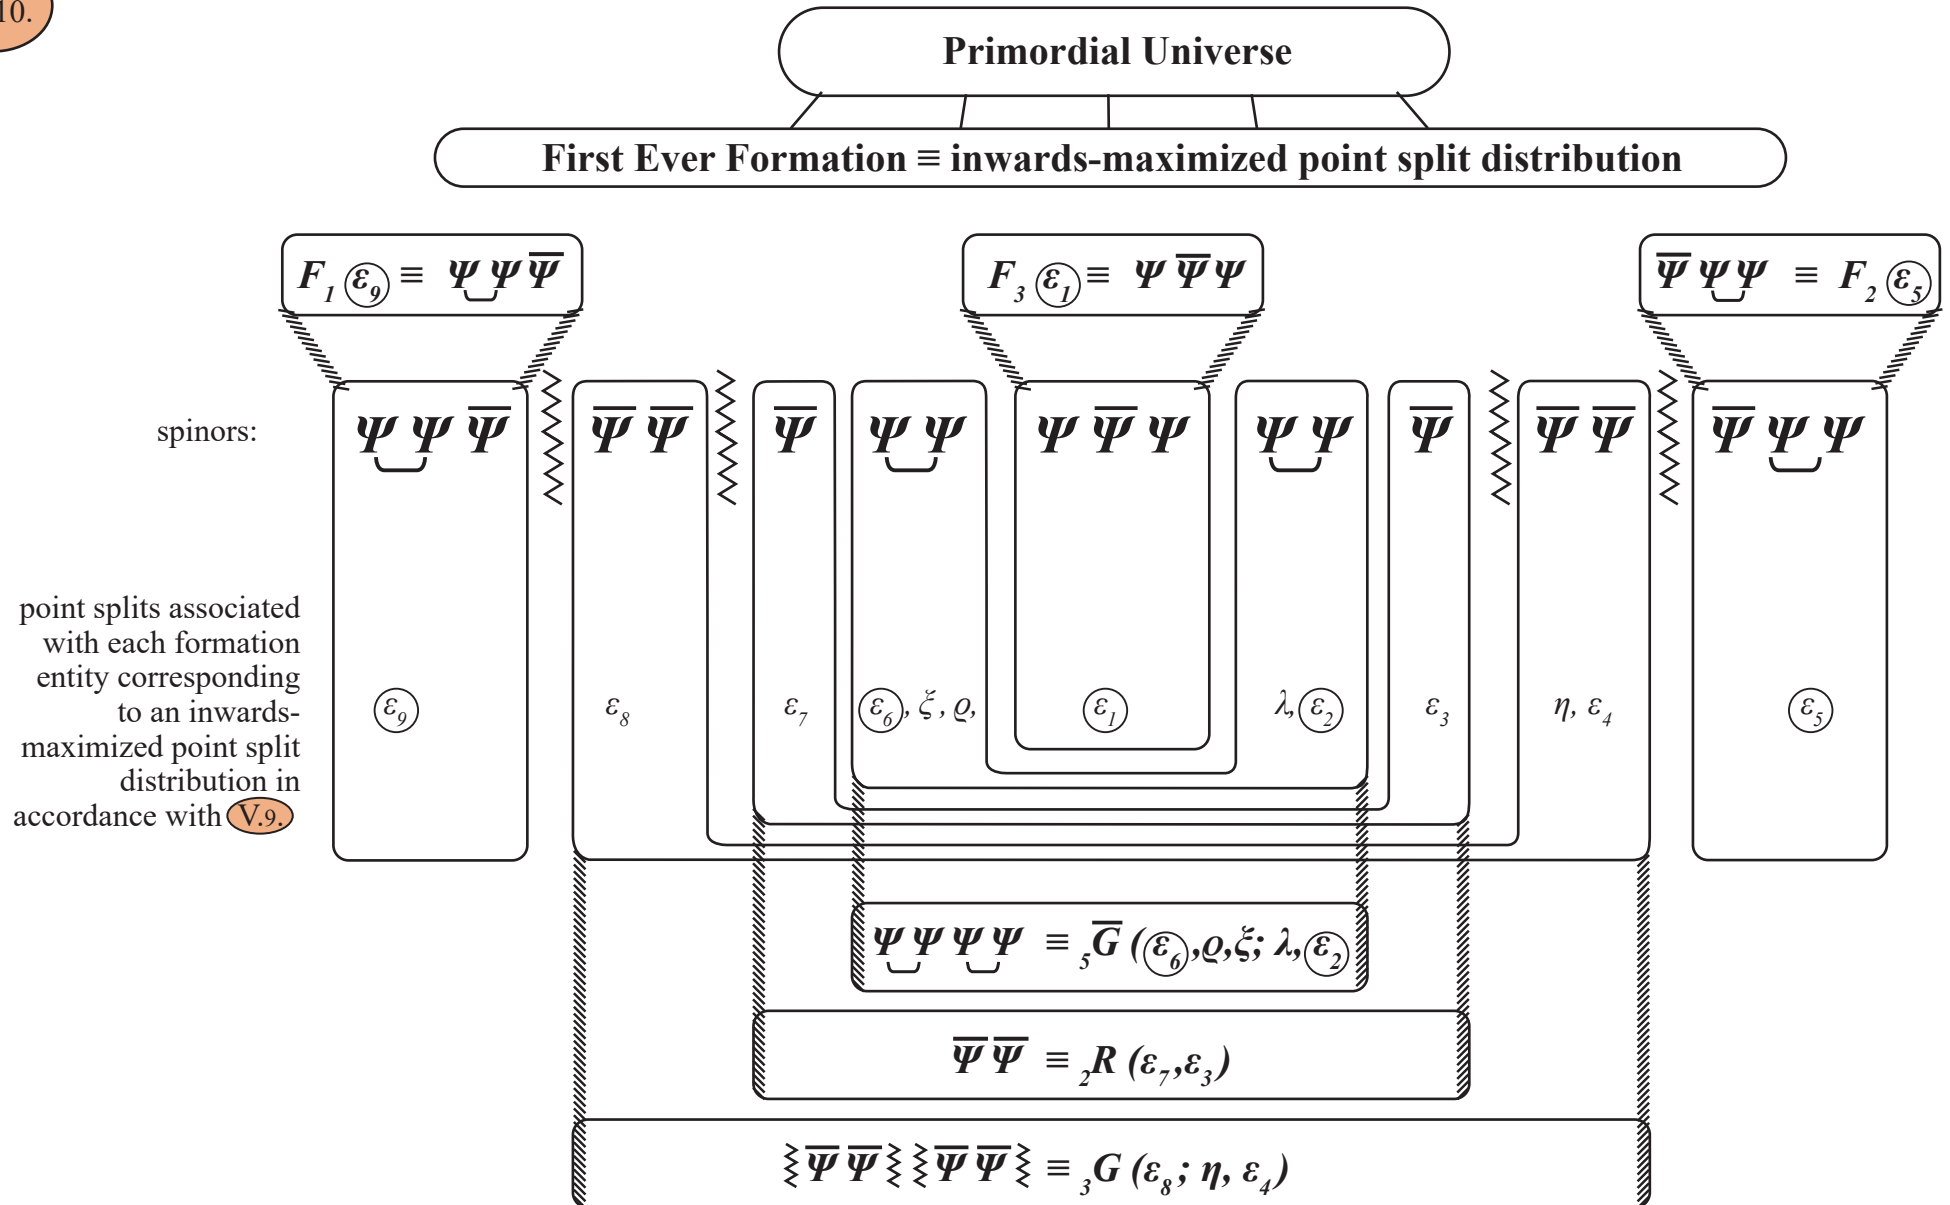 10.
Primordial Universe
First Ever Formation ≡ inwards-maximized point split distribution
F₁ ε₉ ≡ Ψ Ψ Ψ̅
F₃ ε₁ ≡ Ψ Ψ̅ Ψ
Ψ̅ Ψ Ψ ≡ F₂ ε₅
spinors:
Ψ Ψ Ψ̅ Ψ̅ Ψ̅ Ψ̅ Ψ Ψ Ψ Ψ̅ Ψ Ψ Ψ Ψ̅ Ψ̅ Ψ̅ Ψ̅ Ψ Ψ
point splits associated
with each formation
entity corresponding
to an inwards-
maximized point split
distribution in
accordance with V.9.
ε₉ ε₈ ε₇ ε₆, ξ, ϱ, ε₁ λ, ε₂ ε₃ η, ε₄ ε₅
Ψ Ψ Ψ Ψ ≡ ₅G̅ (ε₆,ϱ,ξ; λ,ε₂
Ψ̅ Ψ̅ ≡ ₂R (ε₇,ε₃)
Ψ̅ Ψ̅ Ψ̅ Ψ̅ ≡ ₃G (ε₈; η, ε₄)